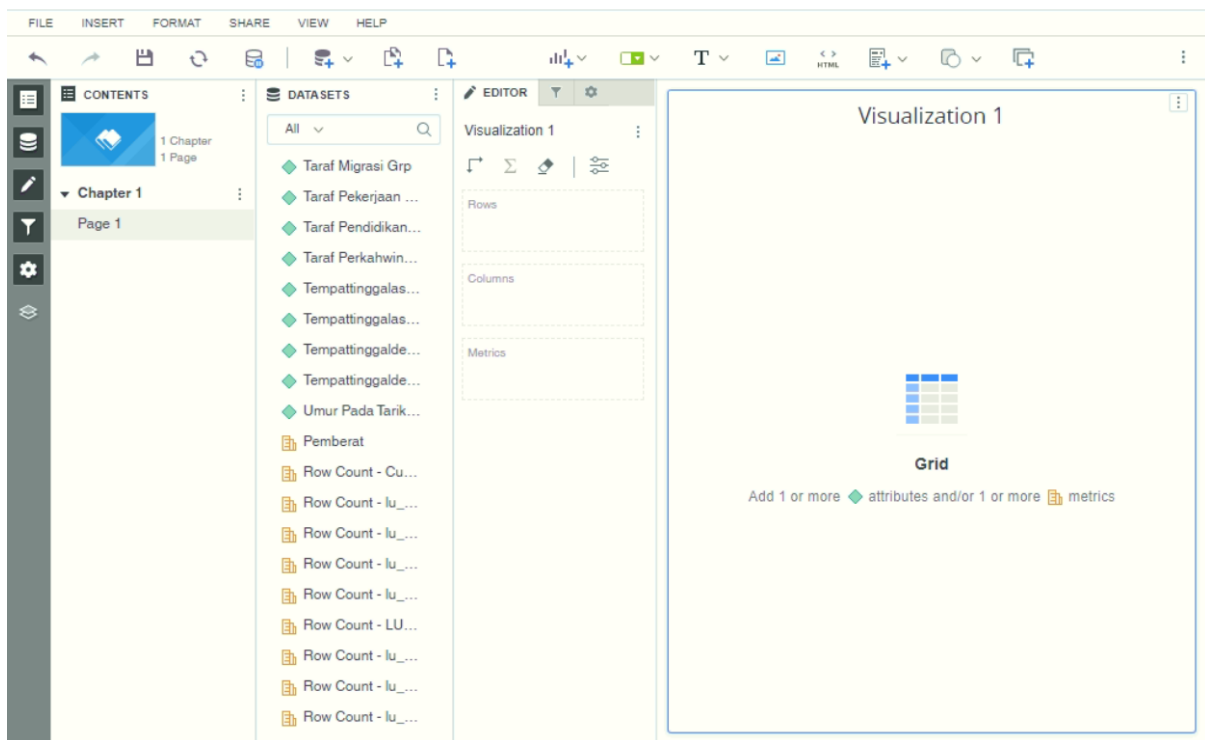 FILE INSERT FORMAT SHARE VIEW HELP
T
< >
HTML
CONTENTS
1 Chapter
1 Page
Chapter 1
Page 1
DATASETS
All
Taraf Migrasi Grp
Taraf Pekerjaan ...
Taraf Pendidikan...
Taraf Perkahwin...
Tempattinggalas...
Tempattinggalas...
Tempattinggalde...
Tempattinggalde...
Umur Pada Tarik...
Pemberat
Row Count - Cu...
Row Count - lu_...
Row Count - lu_...
Row Count - lu_...
Row Count - lu_...
Row Count - LU...
Row Count - lu_...
Row Count - lu_...
Row Count - lu_...
EDITOR
Visualization 1
Rows
Columns
Metrics
Visualization 1
Grid
Add 1 or more attributes and/or 1 or more metrics